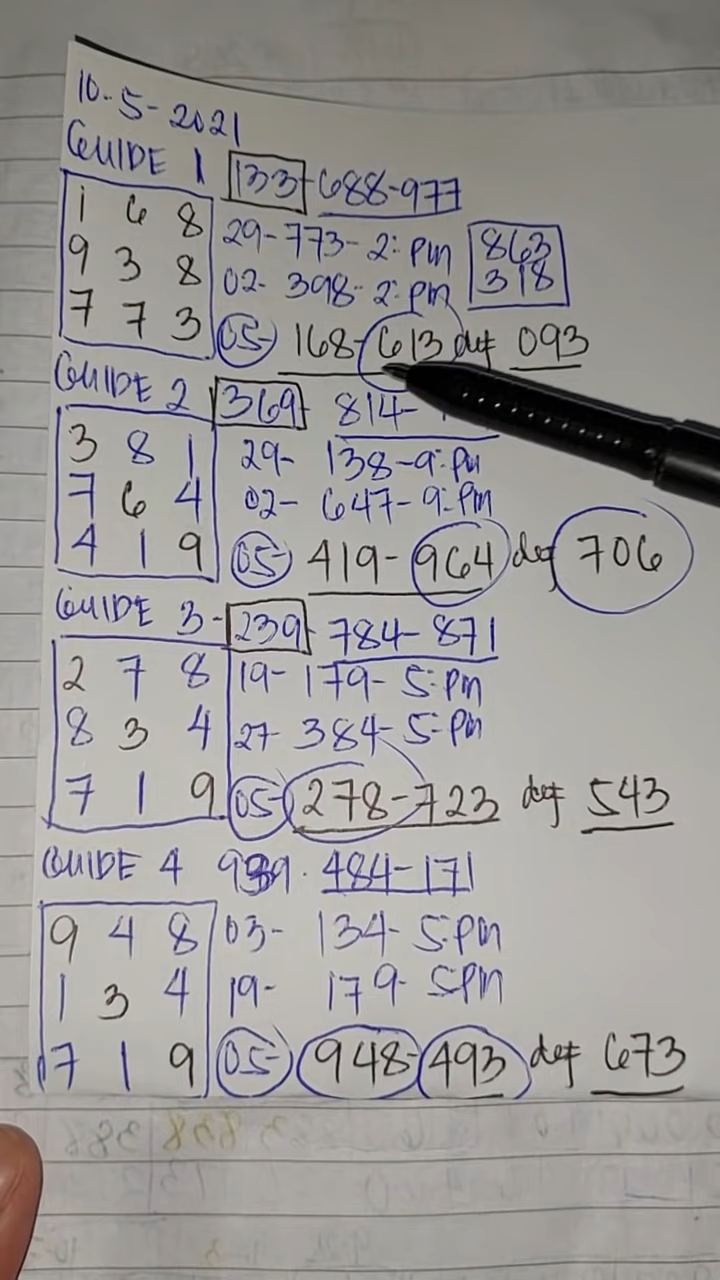 10-5-2021
GUIDE 1 133-688-977
1 6 8 29-773-2:pm 863
9 3 8 02-398-2:pm 318
7 7 3 05-168-613 def 093
GUIDE 2 369-814-
3 8 1 29-138-9:pm
7 6 4 02-647-9:pm
4 1 9 05-419-964 def 706
GUIDE 3-239-784-871
2 7 8 19-179-5:pm
8 3 4 27-384-5:pm
7 1 9 05-278-723 def 543
GUIDE 4 939-484-171
9 4 8 03-134-5:pm
1 3 4 19-179-5pm
7 1 9 05-948-493 def 673